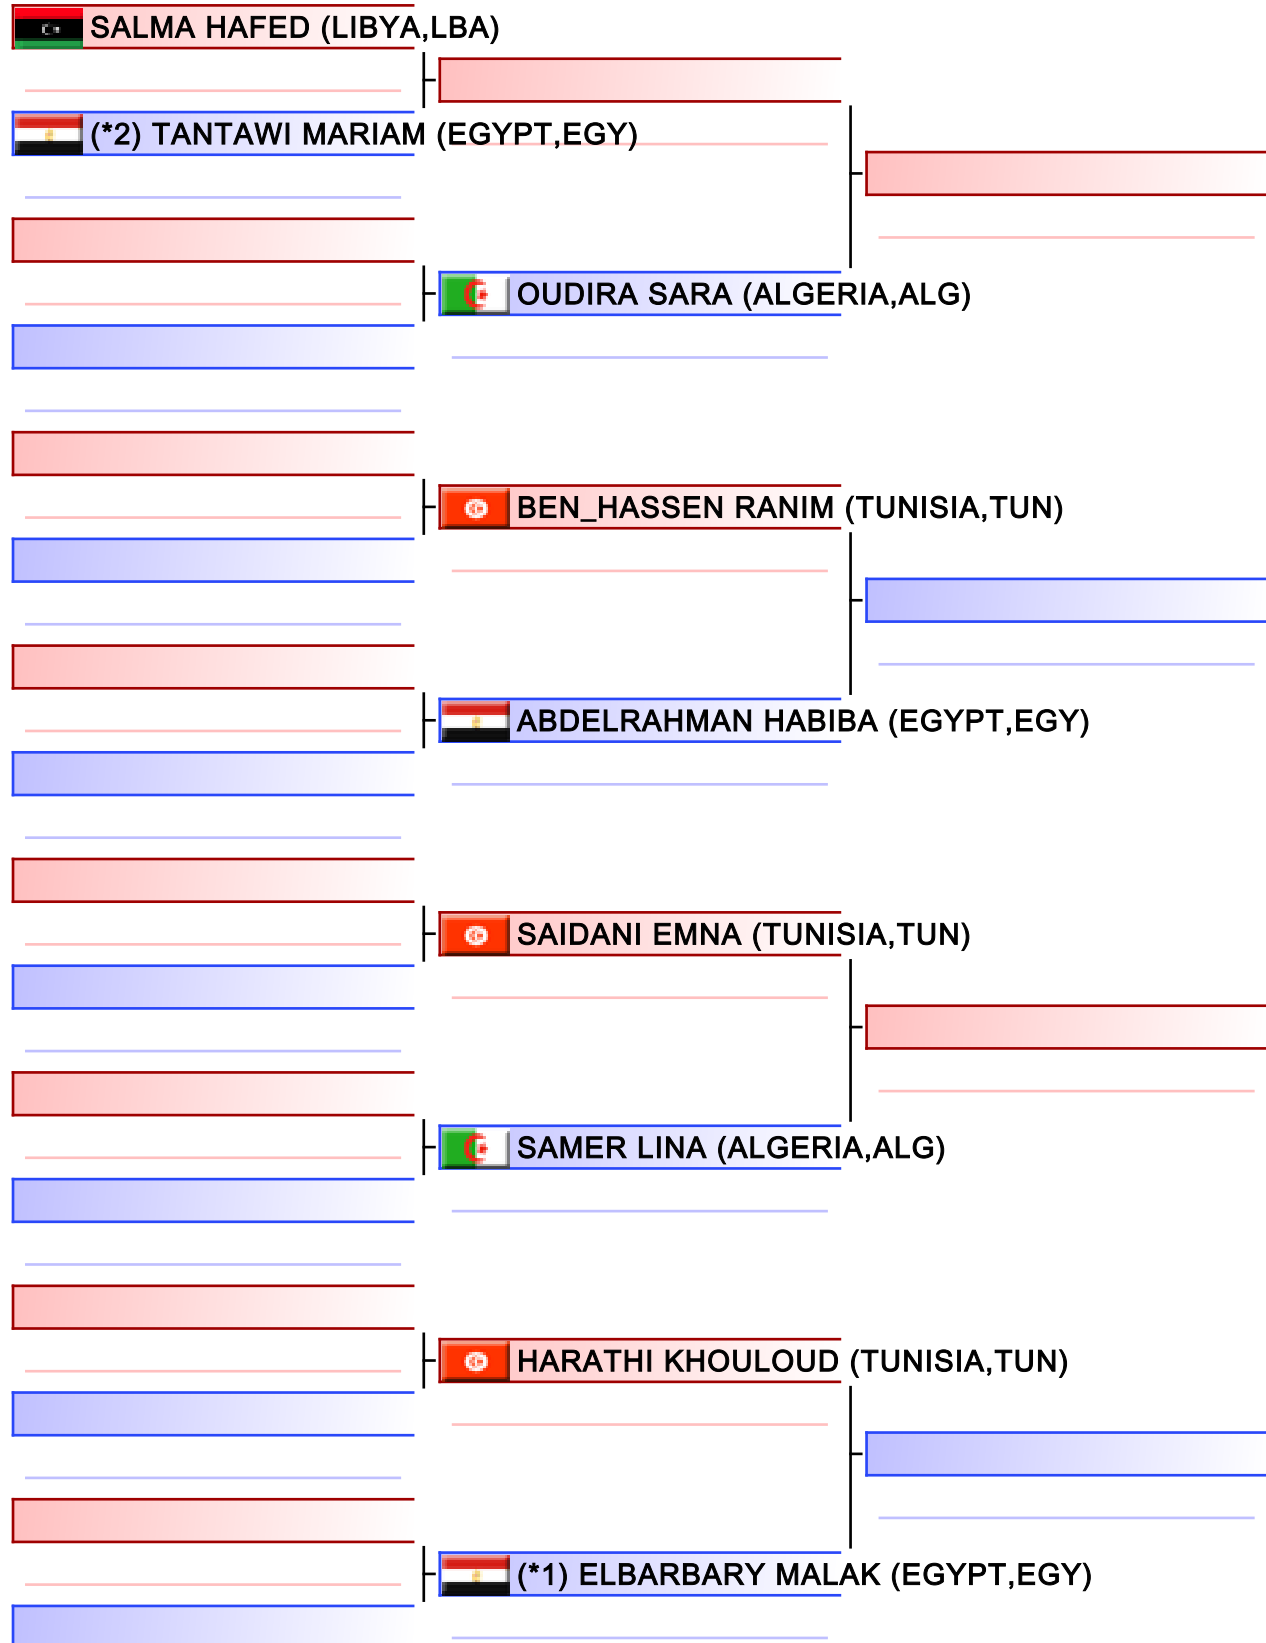 SALMA HAFED (LIBYA,LBA)
(*2) TANTAWI MARIAM (EGYPT,EGY)
OUDIRA SARA (ALGERIA,ALG)
BEN_HASSEN RANIM (TUNISIA,TUN)
ABDELRAHMAN HABIBA (EGYPT,EGY)
SAIDANI EMNA (TUNISIA,TUN)
SAMER LINA (ALGERIA,ALG)
HARATHI KHOULOUD (TUNISIA,TUN)
(*1) ELBARBARY MALAK (EGYPT,EGY)